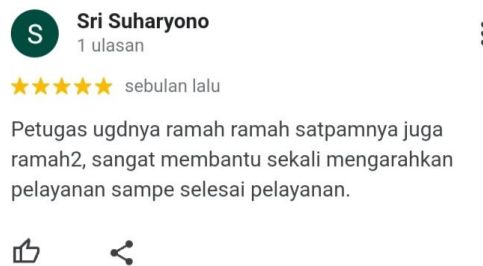 S
Sri Suharyono
1 ulasan
sebulan lalu
Petugas ugdnya ramah ramah satpamnya juga
ramah2, sangat membantu sekali mengarahkan
pelayanan sampe selesai pelayanan.